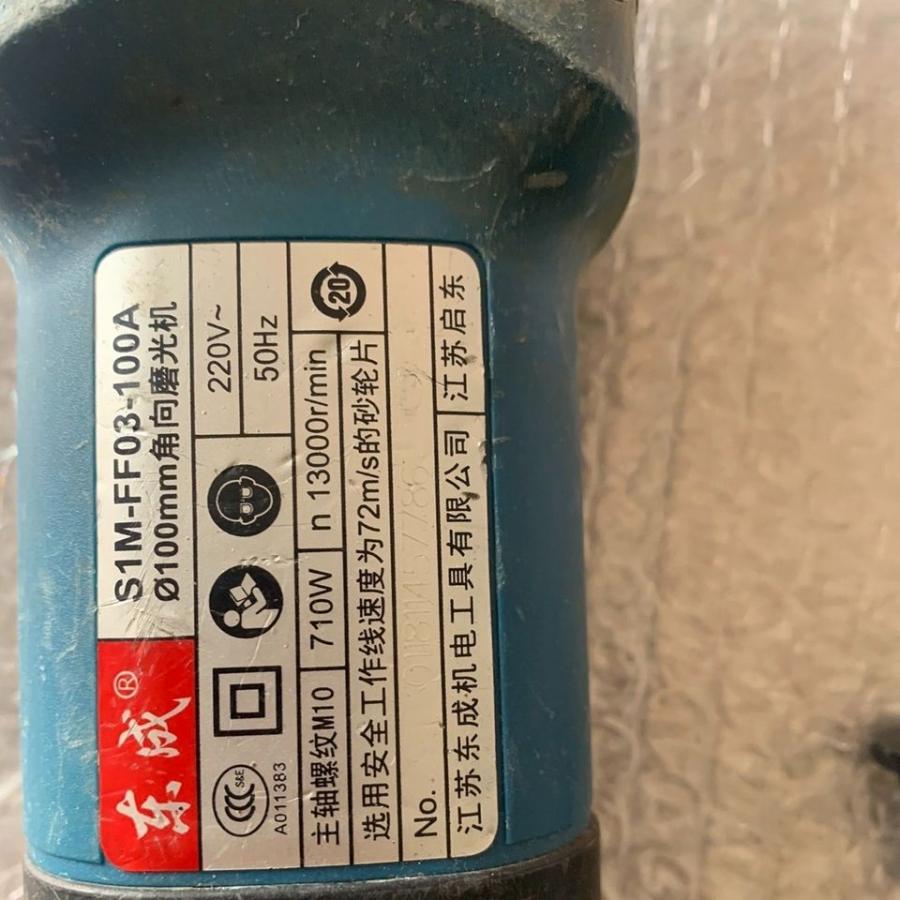 东成®
S1M-FF03-100A
Ø100mm角向磨光机
220V~
50Hz
CCC S&E
A011383
20
主轴螺纹M10
710W
n 13000r/min
选用安全工作线速度为72m/s的砂轮片
No.
江苏东成机电工具有限公司
江苏启东